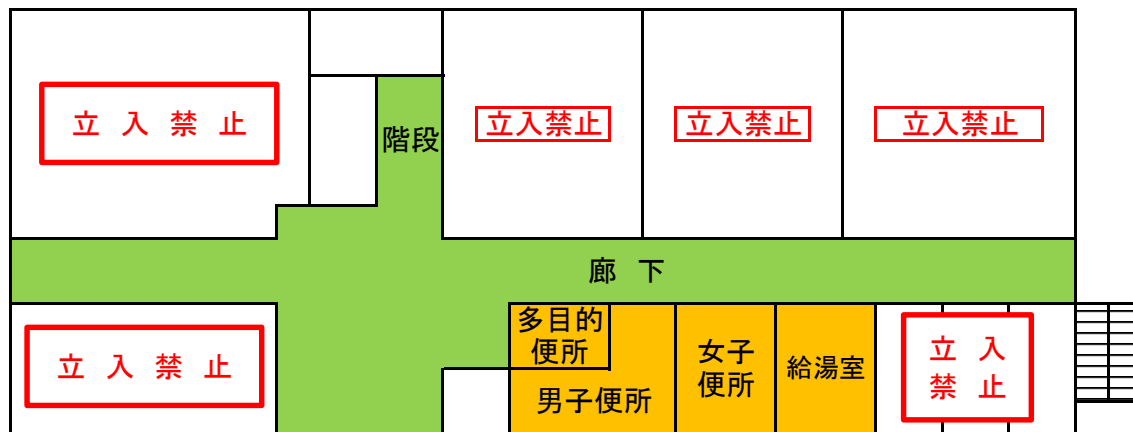 立入禁止
立入禁止
立入禁止
立入禁止
階段
廊下
多目的
便所
男子便所
女子
便所
給湯室
立入禁止
立入
禁止